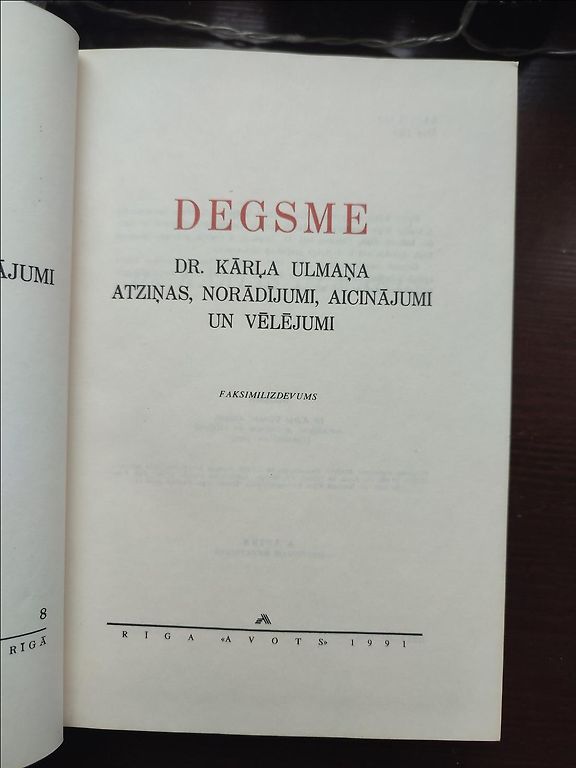 ĀJUMI
8
RĪGĀ
DEGSME
DR. KĀRĻA ULMAŅA
ATZIŅAS, NORĀDĪJUMI, AICINĀJUMI
UN VĒLĒJUMI
FAKSIMILIZDEVUMS
RĪGA «AVOTS» 1991